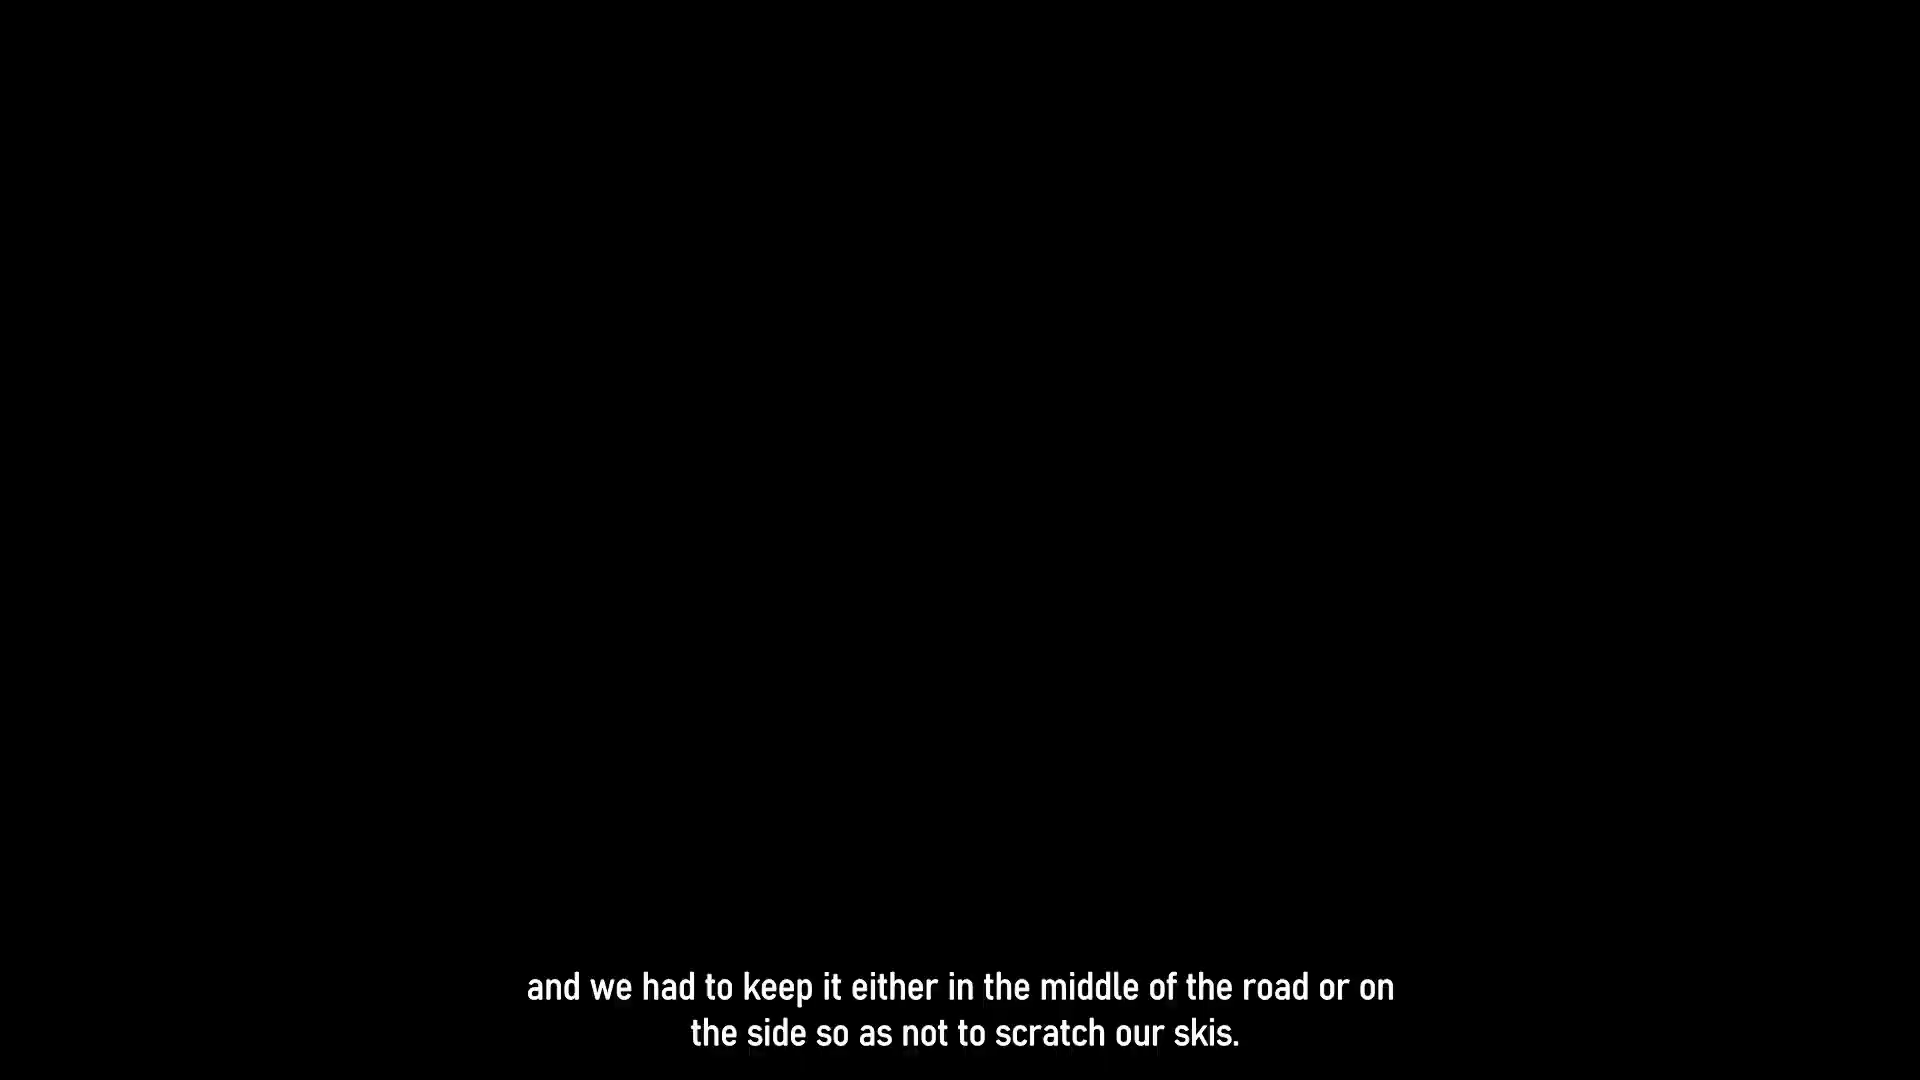 and we had to keep it either in the middle of the road or on
the side so as not to scratch our skis.